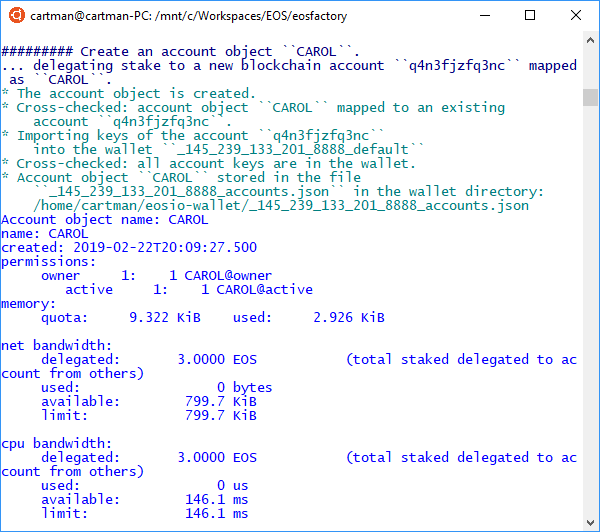 cartman@cartman-PC: /mnt/c/Workspaces/EOS/eosfactory
######### Create an account object ``CAROL``.
... delegating stake to a new blockchain account ``q4n3fjzfq3nc`` mapped
as ``CAROL``.
* The account object is created.
* Cross-checked: account object ``CAROL`` mapped to an existing
account ``q4n3fjzfq3nc``.
* Importing keys of the account ``q4n3fjzfq3nc``
into the wallet ``_145_239_133_201_8888_default``
* Cross-checked: all account keys are in the wallet.
* Account object ``CAROL`` stored in the file
``_145_239_133_201_8888_accounts.json`` in the wallet directory:
/home/cartman/eosio-wallet/_145_239_133_201_8888_accounts.json
Account object name: CAROL
name: CAROL
created: 2019-02-22T20:09:27.500
permissions:
owner 1: 1 CAROL@owner
active 1: 1 CAROL@active
memory:
quota: 9.322 KiB used: 2.926 KiB
net bandwidth:
delegated: 3.0000 EOS (total staked delegated to ac
count from others)
used: 0 bytes
available: 799.7 KiB
limit: 799.7 KiB
cpu bandwidth:
delegated: 3.0000 EOS (total staked delegated to ac
count from others)
used: 0 us
available: 146.1 ms
limit: 146.1 ms